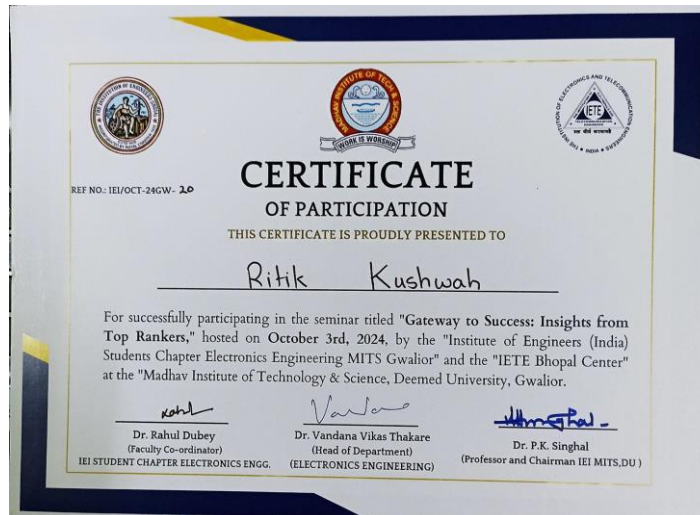 THE INSTITUTION OF ENGINEERS (INDIA)
MADHAV INSTITUTE OF TECH & SCIENCE
WORK IS WORSHIP
THE INSTITUTION OF ELECTRONICS AND TELECOMMUNICATION ENGINEERS
INDIA
IETE
REF NO.: IEI/OCT-24GW- 20
CERTIFICATE
OF PARTICIPATION
THIS CERTIFICATE IS PROUDLY PRESENTED TO
Ritik Kushwah
For successfully participating in the seminar titled "Gateway to Success: Insights from
Top Rankers," hosted on October 3rd, 2024, by the "Institute of Engineers (India)
Students Chapter Electronics Engineering MITS Gwalior" and the "IETE Bhopal Center"
at the "Madhav Institute of Technology & Science, Deemed University, Gwalior.
Dr. Rahul Dubey
(Faculty Co-ordinator)
IEI STUDENT CHAPTER ELECTRONICS ENGG.
Dr. Vandana Vikas Thakare
(Head of Department)
(ELECTRONICS ENGINEERING)
Dr. P.K. Singhal
(Professor and Chairman IEI MITS,DU )